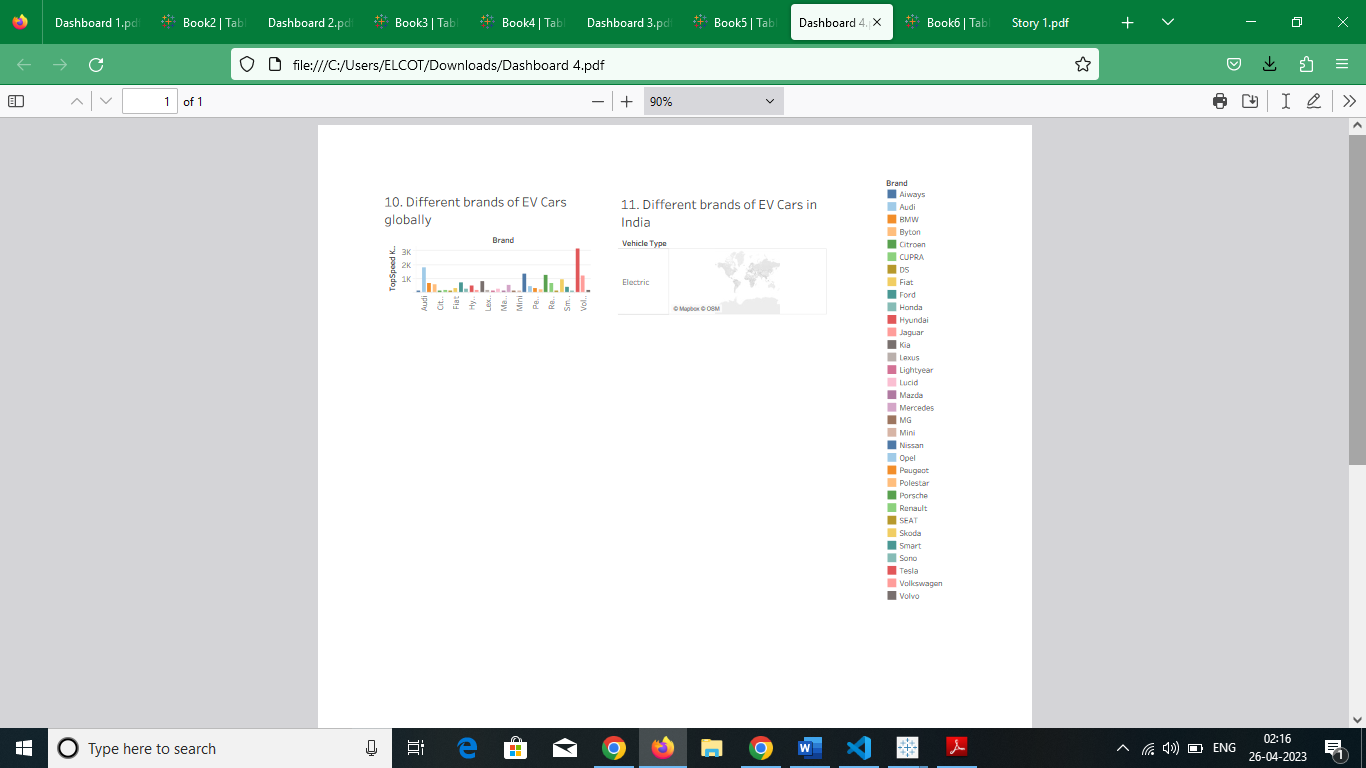 Dashboard 1.pd
Book2 | Tabl
Dashboard 2.pdf
Book3 | Tabl
Book4 | Tabl
Dashboard 3.pd
Book5 | Tabl
Dashboard 4.p
Book6 | Tabl
Story 1.pdf
file:///C:/Users/ELCOT/Downloads/Dashboard 4.pdf
1 of 1
90%
10. Different brands of EV Cars
globally
Brand
TopSpeed K..
3K
2K
1K
Audi
Cit..
Fiat
Hy..
Lex..
Ma..
Mini
Pe..
Re..
Sm..
Vol..
11. Different brands of EV Cars in
India
Vehicle Type
Electric
© Mapbox © OSM
Brand
Aiways
Audi
BMW
Byton
Citroen
CUPRA
DS
Fiat
Ford
Honda
Hyundai
Jaguar
Kia
Lexus
Lightyear
Lucid
Mazda
Mercedes
MG
Mini
Nissan
Opel
Peugeot
Polestar
Porsche
Renault
SEAT
Skoda
Smart
Sono
Tesla
Volkswagen
Volvo
Type here to search
ENG
02:16
26-04-2023
1